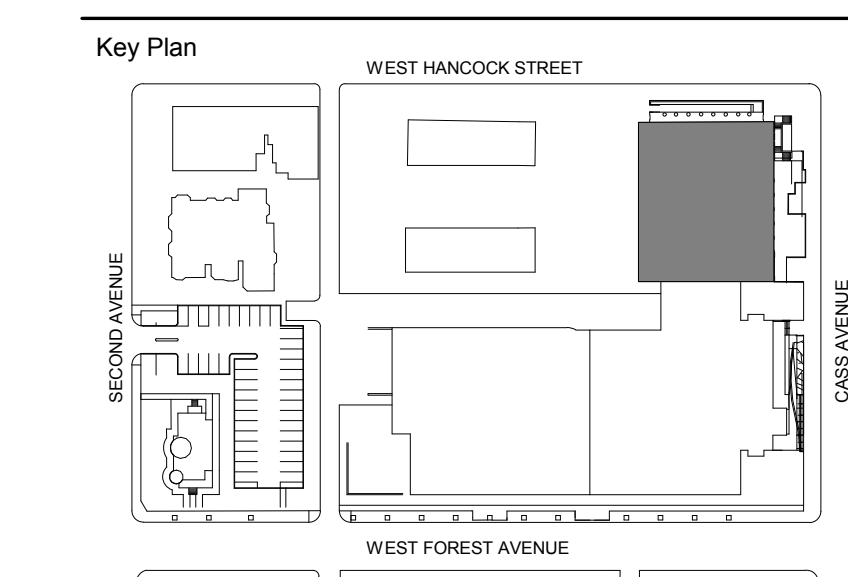 Key Plan
WEST HANCOCK STREET
SECOND AVENUE
CASS AVENUE
WEST FOREST AVENUE